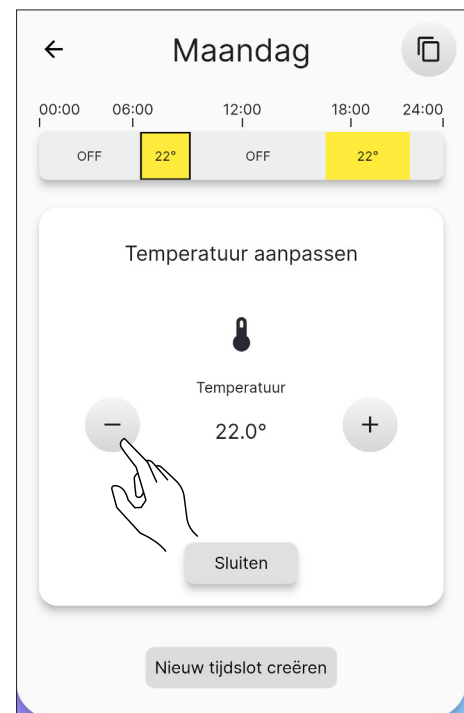 Maandag
00:00 06:00 12:00 18:00 24:00
OFF 22° OFF 22°
Temperatuur aanpassen
Temperatuur
22.0°
Sluiten
Nieuw tijdslot creëren